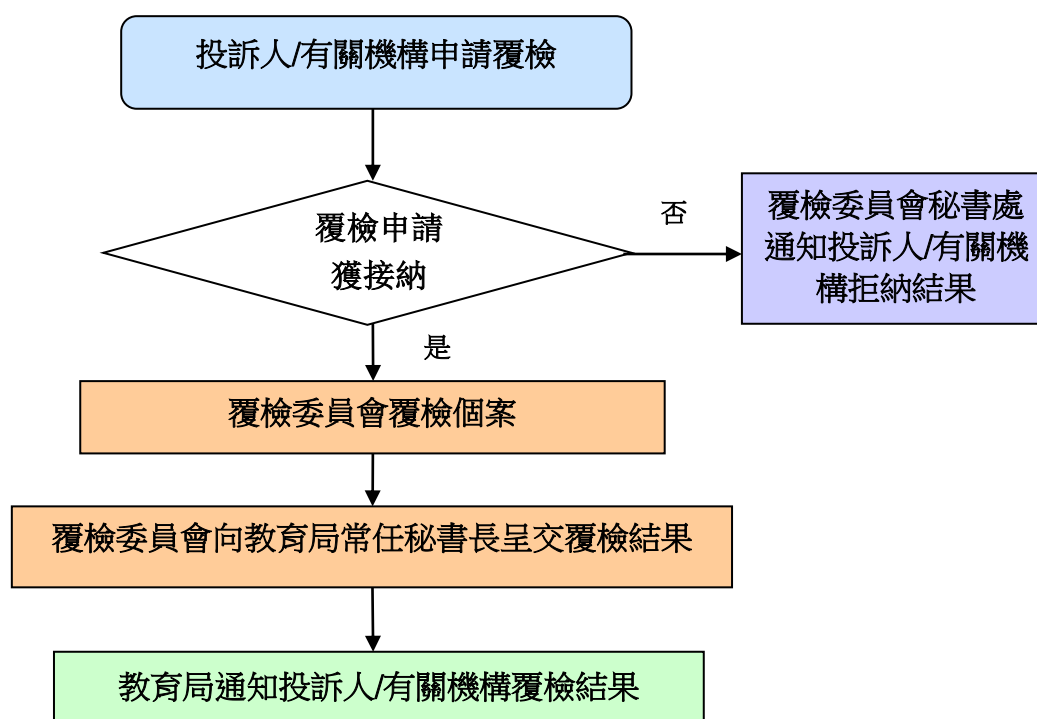 投訴人/有關機構申請覆檢
覆檢申請
獲接納
否
覆檢委員會秘書處
通知投訴人/有關機
構拒納結果
是
覆檢委員會覆檢個案
覆檢委員會向教育局常任秘書長呈交覆檢結果
教育局通知投訴人/有關機構覆檢結果